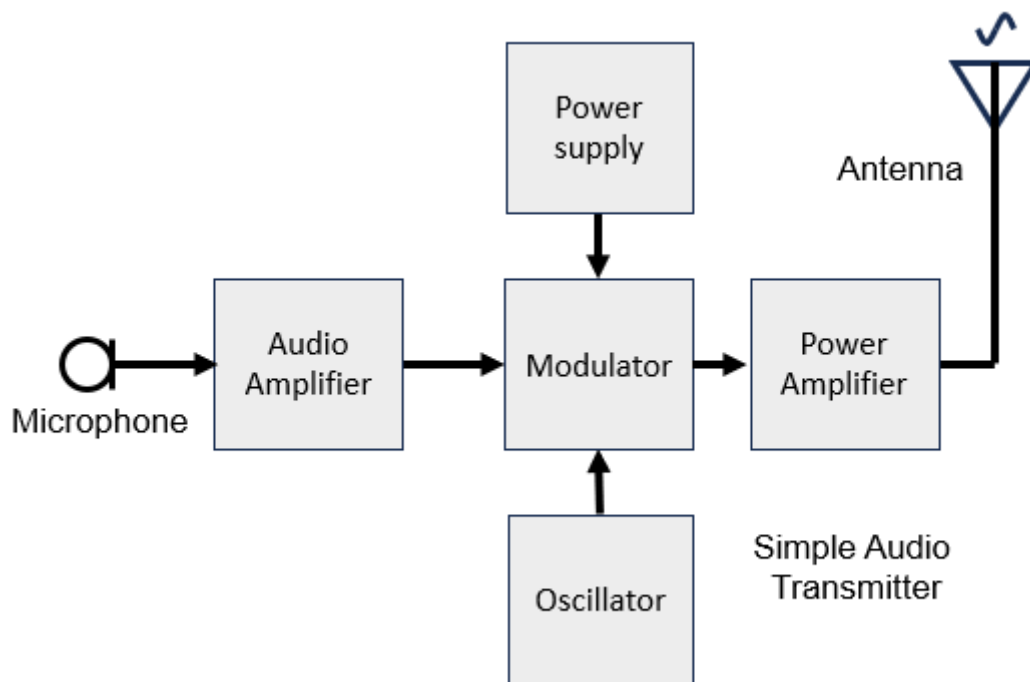 Power
supply
Antenna
Audio
Amplifier
Modulator
Power
Amplifier
Microphone
Oscillator
Simple Audio
Transmitter